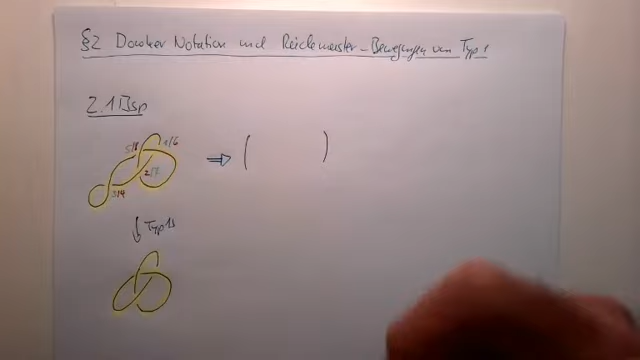 §2 Dowker Notation und Reidemeister-Bewegungen vom Typ 1
2.1 Bsp
5/8 1/6
2/7
3/4
⇒ ( )
↓ Typ 1